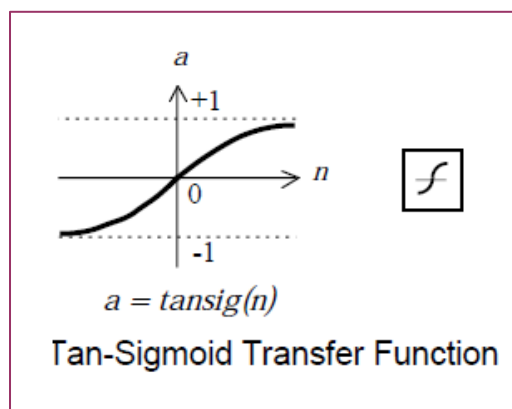 a
+1
n
0
-1
a = tansig(n)
Tan-Sigmoid Transfer Function